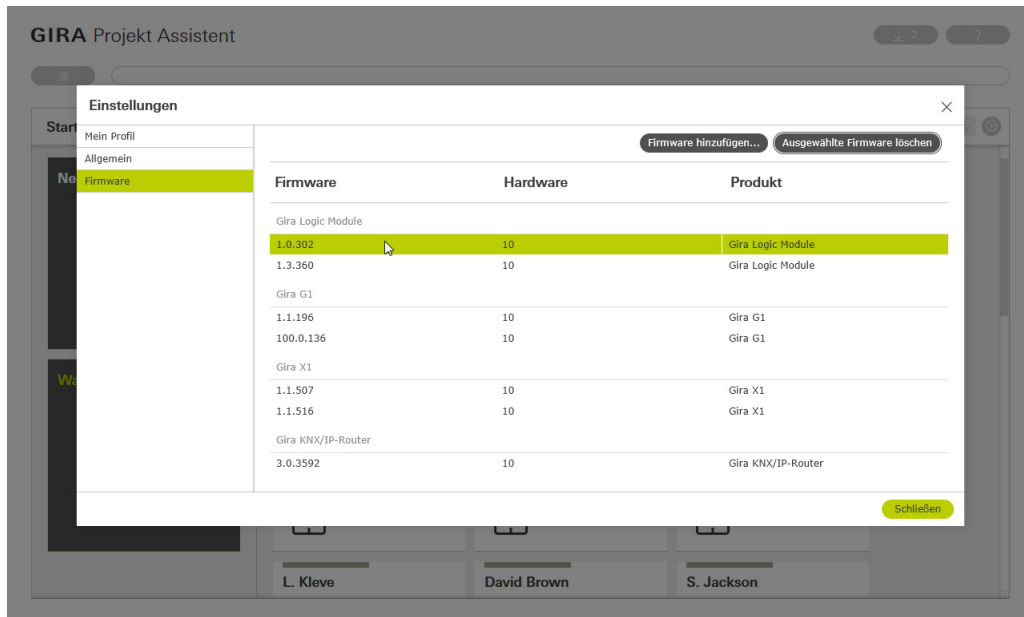 GIRA Projekt Assistent
2 ?
Einstellungen
Start
Mein Profil
Firmware hinzufügen... Ausgewählte Firmware löschen
Allgemein
Ne
Firmware
Firmware Hardware Produkt
Gira Logic Module
1.0.302 10 Gira Logic Module
1.3.360 10 Gira Logic Module
Gira G1
1.1.196 10 Gira G1
100.0.136 10 Gira G1
Gira X1
Wa
1.1.507 10 Gira X1
1.1.516 10 Gira X1
Gira KNX/IP-Router
3.0.3592 10 Gira KNX/IP-Router
Schließen
L. Kleve David Brown S. Jackson